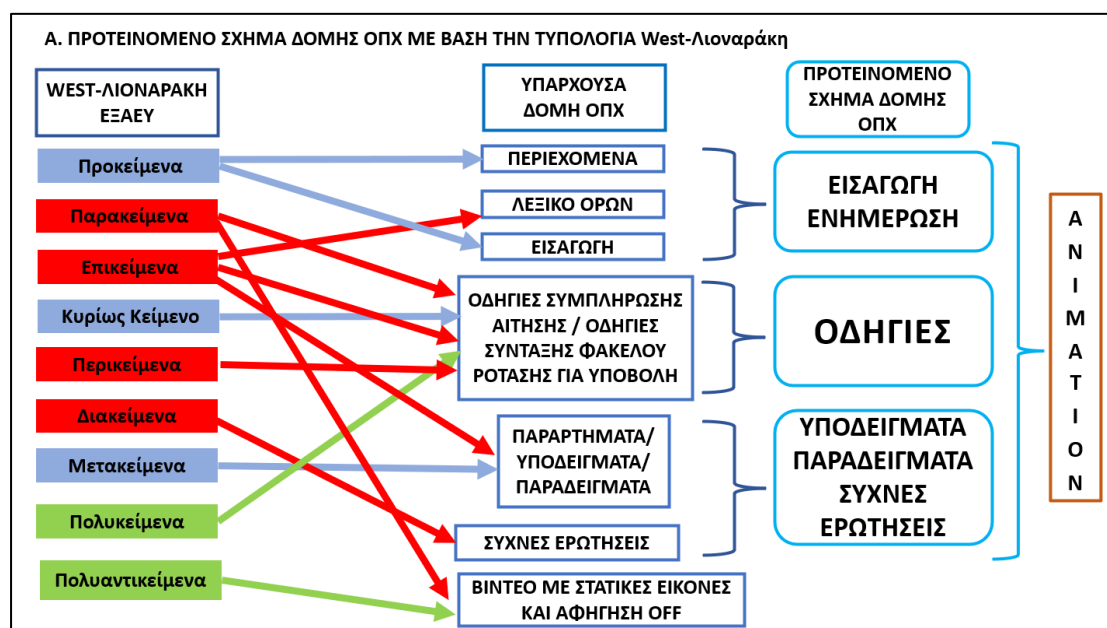 Α. ΠΡΟΤΕΙΝΟΜΕΝΟ ΣΧΗΜΑ ΔΟΜΗΣ ΟΠΧ ΜΕ ΒΑΣΗ ΤΗΝ ΤΥΠΟΛΟΓΙΑ West-Λιοναράκη
WEST-ΛΙΟΝΑΡΑΚΗ
ΕΞΑΕΥ
Προκείμενα
Παρακείμενα
Επικείμενα
Κυρίως Κείμενο
Περικείμενα
Διακείμενα
Μετακείμενα
Πολυκείμενα
Πολυαντικείμενα
ΥΠΑΡΧΟΥΣΑ
ΔΟΜΗ ΟΠΧ
ΠΕΡΙΕΧΟΜΕΝΑ
ΛΕΞΙΚΟ ΟΡΩΝ
ΕΙΣΑΓΩΓΗ
ΟΔΗΓΙΕΣ ΣΥΜΠΛΗΡΩΣΗΣ
ΑΙΤΗΣΗΣ / ΟΔΗΓΙΕΣ
ΣΥΝΤΑΞΗΣ ΦΑΚΕΛΟΥ
ΡΟΤΑΣΗΣ ΓΙΑ ΥΠΟΒΟΛΗ
ΠΑΡΑΡΤΗΜΑΤΑ/
ΥΠΟΔΕΙΓΜΑΤΑ/
ΠΑΡΑΔΕΙΓΜΑΤΑ
ΣΥΧΝΕΣ ΕΡΩΤΗΣΕΙΣ
ΒΙΝΤΕΟ ΜΕ ΣΤΑΤΙΚΕΣ ΕΙΚΟΝΕΣ
ΚΑΙ ΑΦΗΓΗΣΗ OFF
ΠΡΟΤΕΙΝΟΜΕΝΟ
ΣΧΗΜΑ ΔΟΜΗΣ
ΟΠΧ
ΕΙΣΑΓΩΓΗ
ΕΝΗΜΕΡΩΣΗ
ΟΔΗΓΙΕΣ
ΥΠΟΔΕΙΓΜΑΤΑ
ΠΑΡΑΔΕΙΓΜΑΤΑ
ΣΥΧΝΕΣ
ΕΡΩΤΗΣΕΙΣ
A
N
I
M
A
T
I
O
N